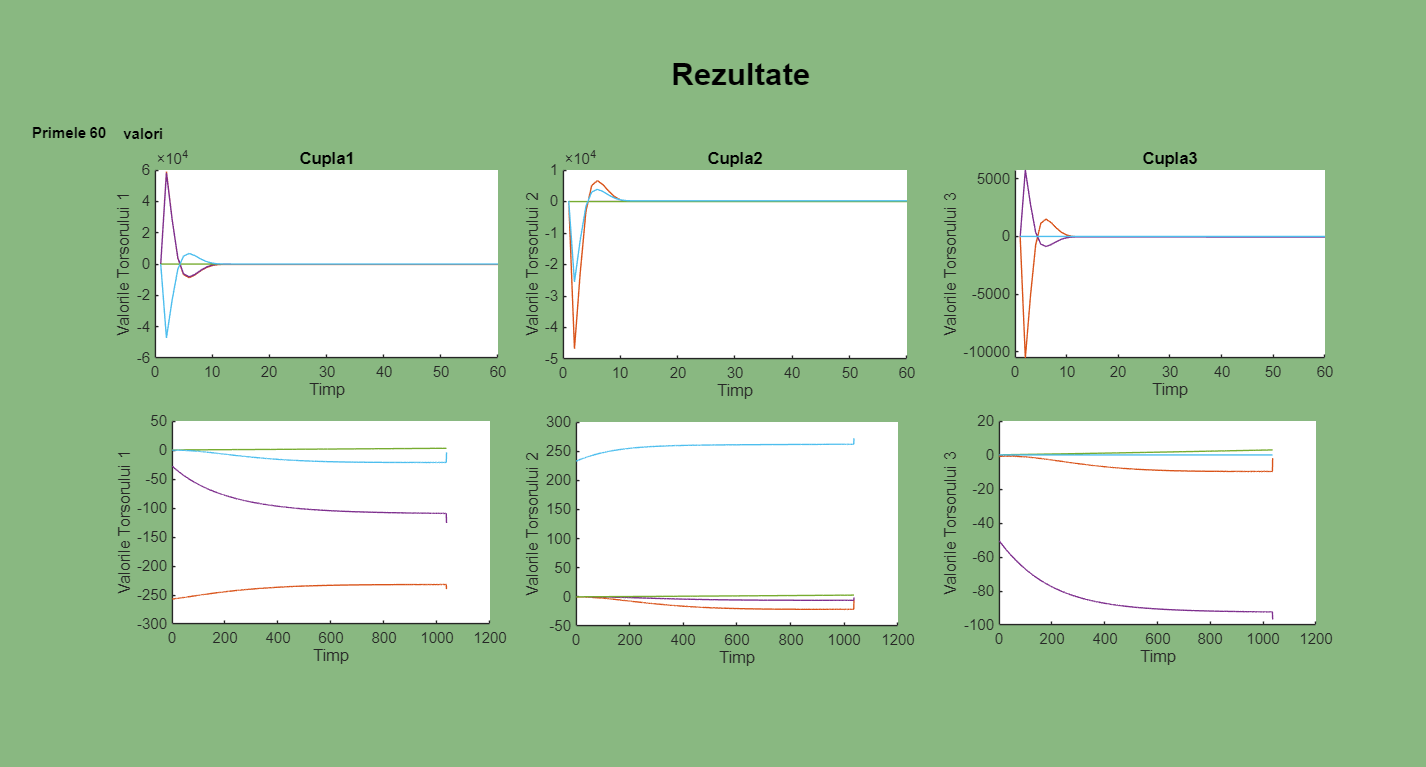 Rezultate
Primele 60 valori
Cupla1
×10⁴
6
4
2
0
-2
-4
-6
Valorile Torsorului 1
0 10 20 30 40 50 60
Timp
Cupla2
×10⁴
1
0
-1
-2
-3
-4
-5
Valorile Torsorului 2
0 10 20 30 40 50 60
Timp
Cupla3
5000
0
-5000
-10000
Valorile Torsorului 3
0 10 20 30 40 50 60
Timp
50
0
-50
-100
-150
-200
-250
-300
Valorile Torsorului 1
0 200 400 600 800 1000 1200
Timp
300
250
200
150
100
50
0
-50
Valorile Torsorului 2
0 200 400 600 800 1000 1200
Timp
20
0
-20
-40
-60
-80
-100
Valorile Torsorului 3
0 200 400 600 800 1000 1200
Timp